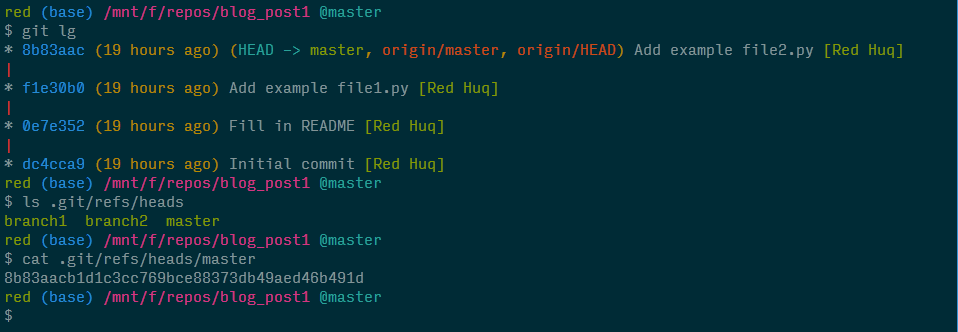 red (base) /mnt/f/repos/blog_post1 @master
$ git lg
* 8b83aac (19 hours ago) (HEAD -> master, origin/master, origin/HEAD) Add example file2.py [Red Huq]
|
* f1e30b0 (19 hours ago) Add example file1.py [Red Huq]
|
* 0e7e352 (19 hours ago) Fill in README [Red Huq]
|
* dc4cca9 (19 hours ago) Initial commit [Red Huq]
red (base) /mnt/f/repos/blog_post1 @master
$ ls .git/refs/heads
branch1  branch2  master
red (base) /mnt/f/repos/blog_post1 @master
$ cat .git/refs/heads/master
8b83aacb1d1c3cc769bce88373db49aed46b491d
red (base) /mnt/f/repos/blog_post1 @master
$